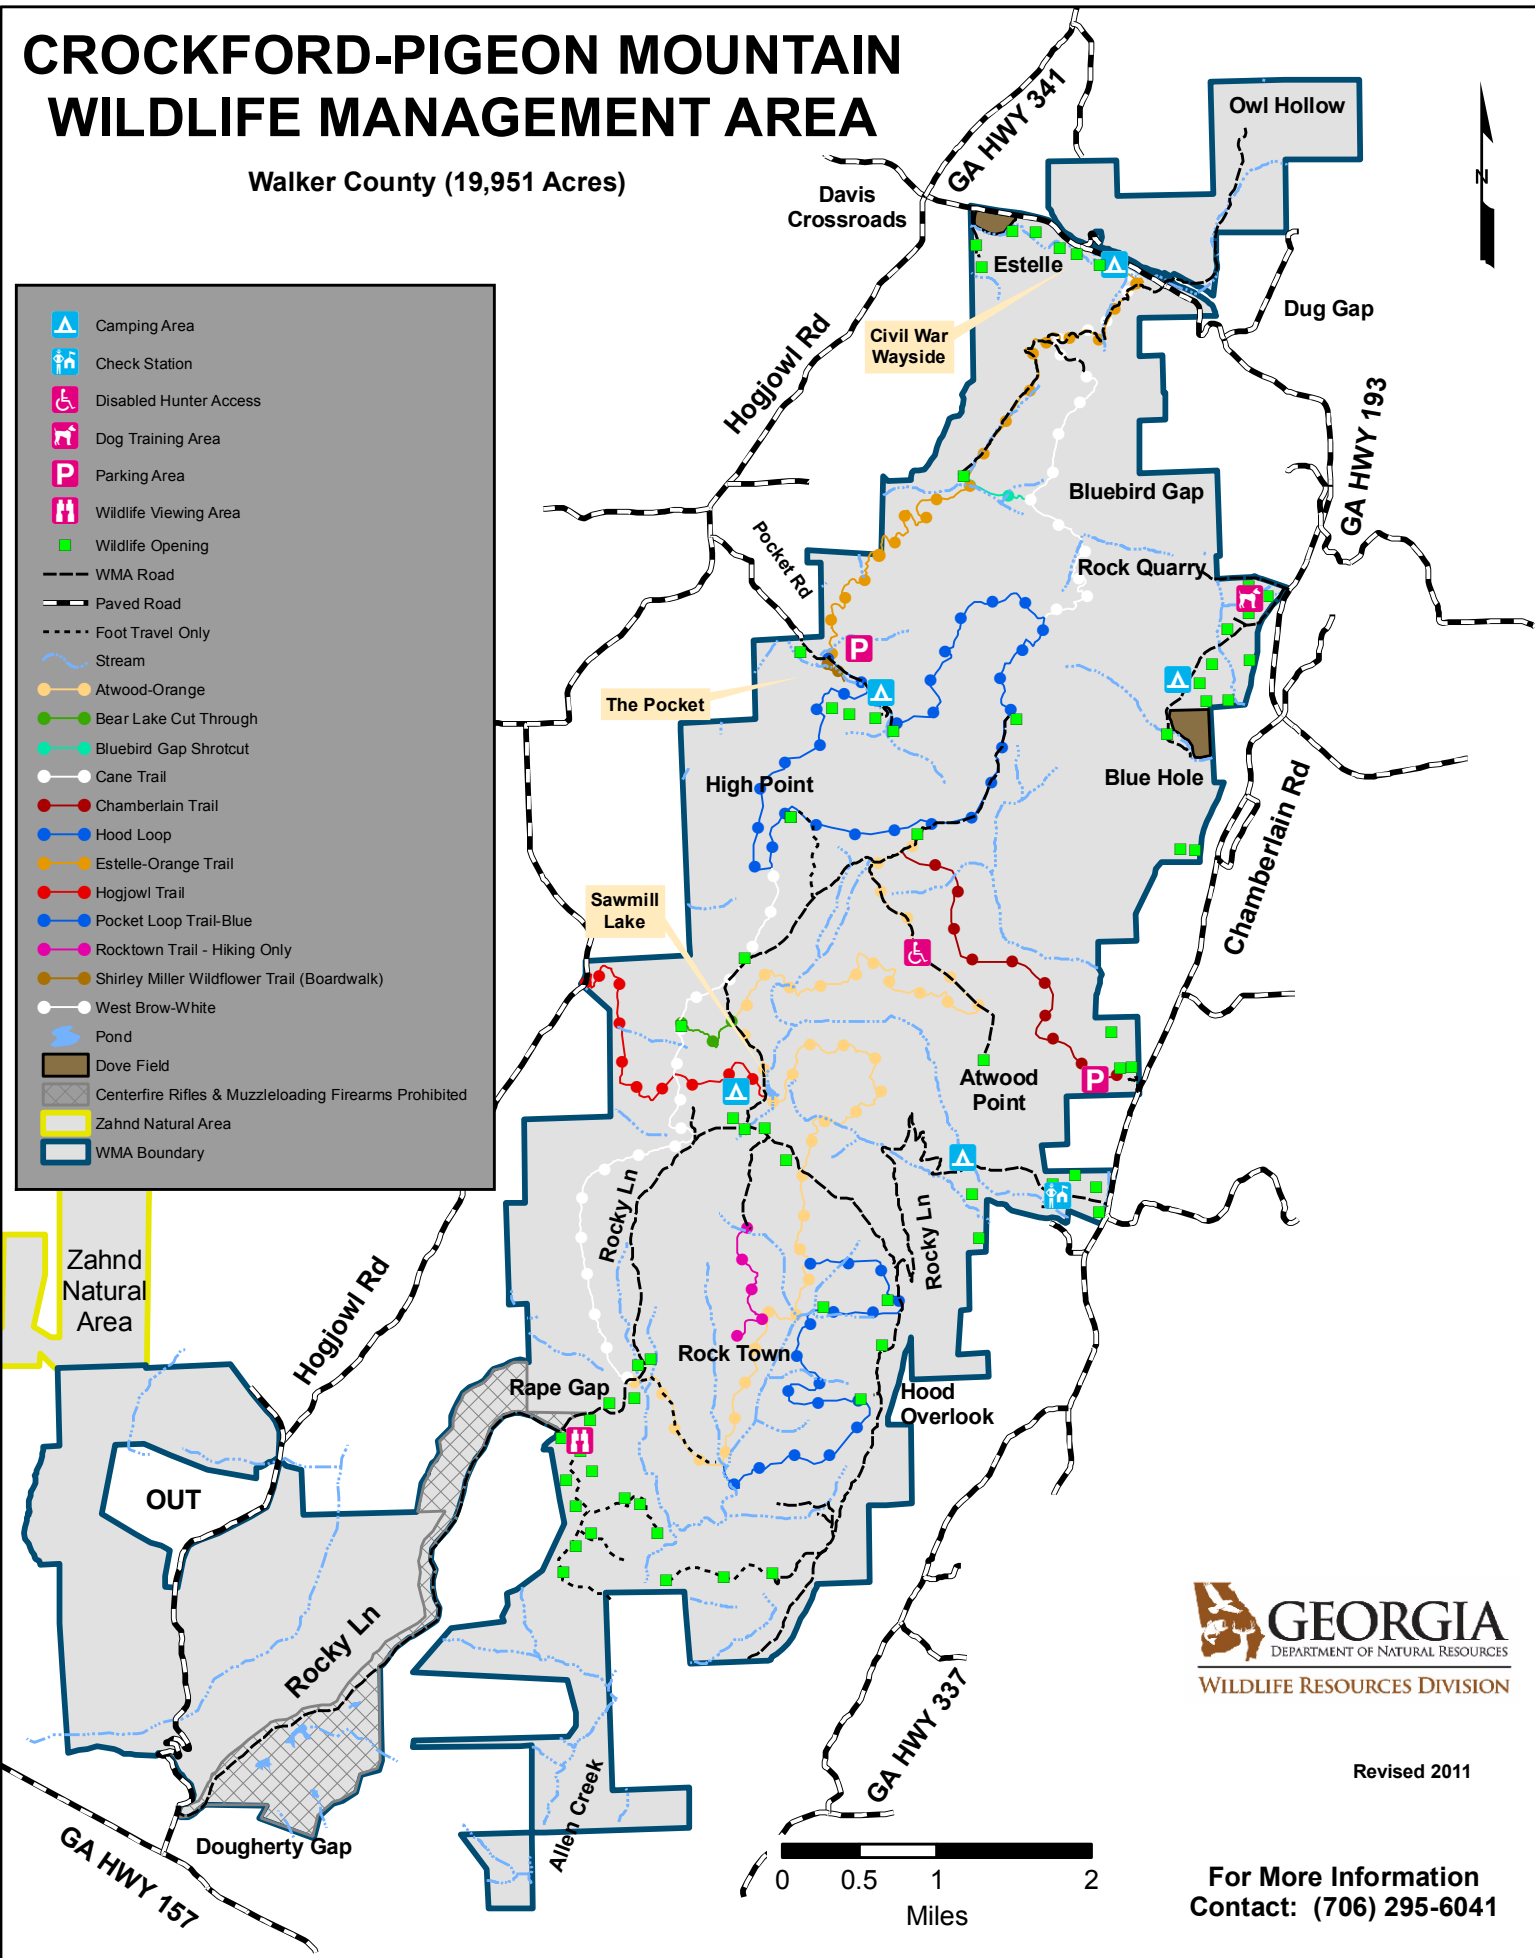 CROCKFORD-PIGEON MOUNTAIN
WILDLIFE MANAGEMENT AREA
Walker County (19,951 Acres)
Owl Hollow
GA HWY 341
N
Davis
Crossroads
Estelle
Dug Gap
Civil War
Wayside
Hogjowl Rd
GA HWY 193
Camping Area
Check Station
Disabled Hunter Access
Dog Training Area
P
Parking Area
Wildlife Viewing Area
Wildlife Opening
WMA Road
Paved Road
Foot Travel Only
Stream
Atwood-Orange
Bear Lake Cut Through
Bluebird Gap Shrotcut
Cane Trail
Chamberlain Trail
Hood Loop
Estelle-Orange Trail
Hogjowl Trail
Pocket Loop Trail-Blue
Rocktown Trail - Hiking Only
Shirley Miller Wildflower Trail (Boardwalk)
West Brow-White
Pond
Dove Field
Centerfire Rifles & Muzzleloading Firearms Prohibited
Zahnd Natural Area
WMA Boundary
Bluebird Gap
Pocket Rd
Rock Quarry
P
The Pocket
High Point
Blue Hole
Chamberlain Rd
Sawmill
Lake
Atwood
Point
P
Rocky Ln
Rocky Ln
Zahnd
Natural
Area
Hogjowl Rd
Rock Town
Rape Gap
Hood
Overlook
OUT
Rocky Ln
GEORGIA
DEPARTMENT OF NATURAL RESOURCES
WILDLIFE RESOURCES DIVISION
GA HWY 337
Revised 2011
Allen Creek
Dougherty Gap
GA HWY 157
0
0.5
1
2
Miles
For More Information
Contact: (706) 295-6041